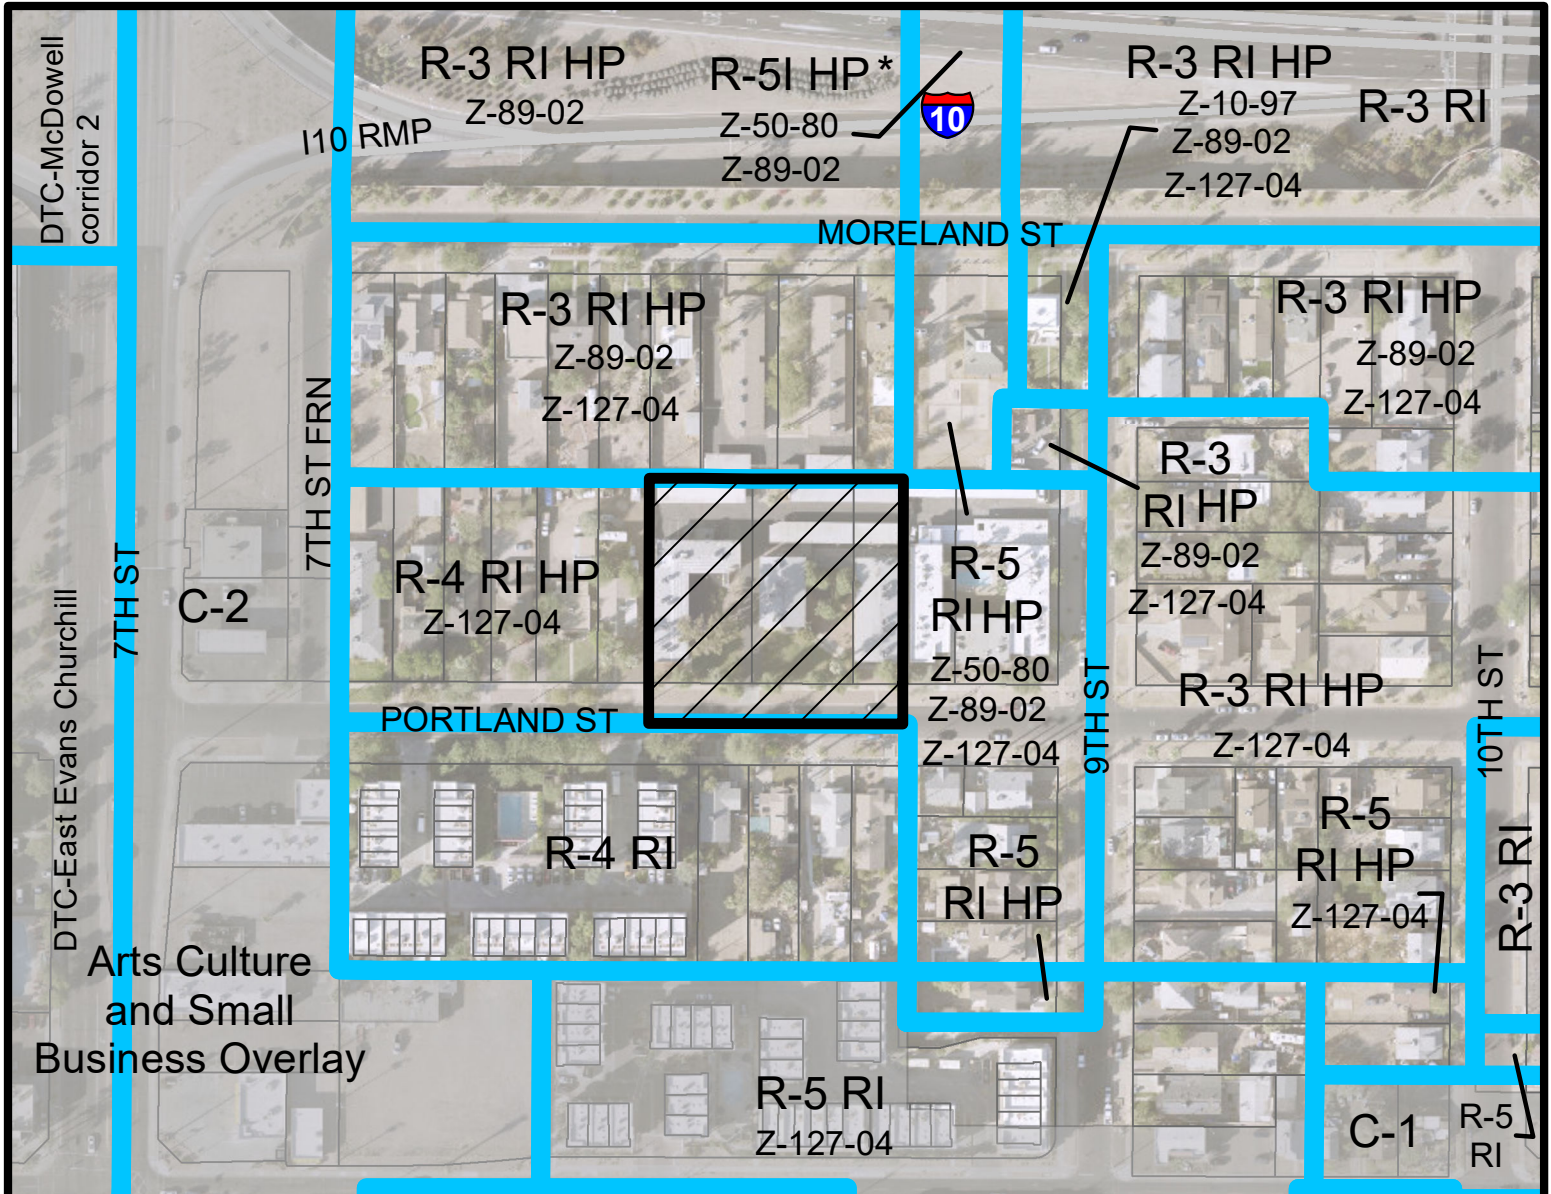 DTC-McDowell
corridor 2
R-3 RI HP
Z-89-02
I10 RMP
R-5I HP *
Z-50-80
Z-89-02
10
R-3 RI HP
Z-10-97
Z-89-02
Z-127-04
R-3 RI
MORELAND ST
R-3 RI HP
Z-89-02
Z-127-04
R-3 RI HP
Z-89-02
Z-127-04
7TH ST FRN
7TH ST
C-2
R-4 RI HP
Z-127-04
R-5
RI HP
Z-50-80
Z-89-02
Z-127-04
R-3
RI HP
Z-89-02
Z-127-04
9TH ST
R-3 RI HP
Z-127-04
10TH ST
PORTLAND ST
DTC-East Evans Churchill
R-4 RI
R-5
RI HP
R-5
RI HP
Z-127-04
R-3 RI
Arts Culture
and Small
Business Overlay
R-5 RI
Z-127-04
C-1
R-5
RI